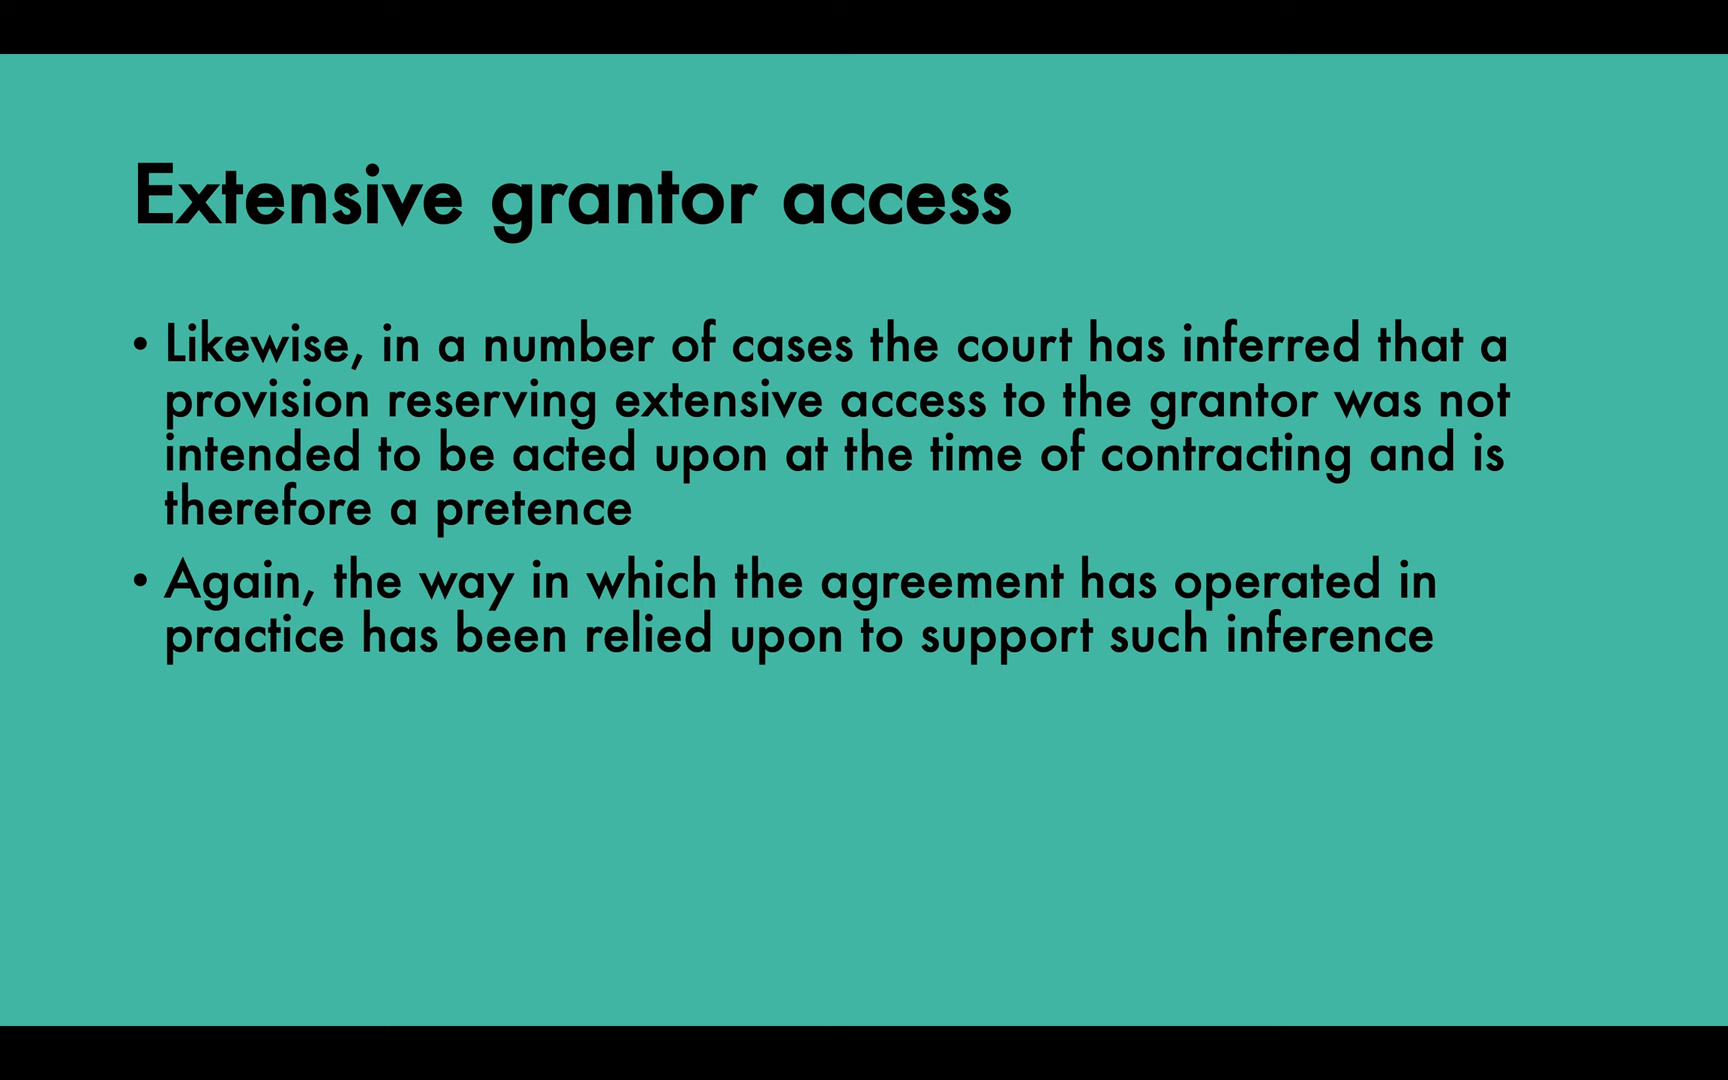 Extensive grantor access
• Likewise, in a number of cases the court has inferred that a
provision reserving extensive access to the grantor was not
intended to be acted upon at the time of contracting and is
therefore a pretence
• Again, the way in which the agreement has operated in
practice has been relied upon to support such inference